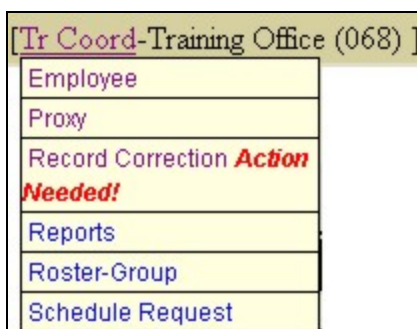 [Tr Coord-Training Office (068) ]
Employee
Proxy
Record Correction Action
Needed!
Reports
Roster-Group
Schedule Request